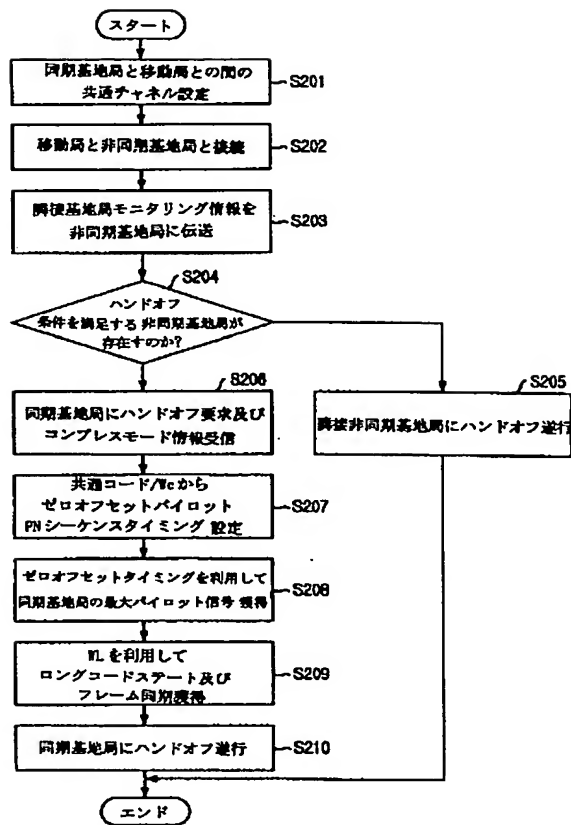 スタート
同期基地局と移動局との間の
共通チャネル設定
S201
移動局と非同期基地局と接続
S202
隣接基地局モニタリング情報を
非同期基地局に伝送
S203
S204
ハンドオフ
条件を満足する非同期基地局が
存在すのか?
S206
同期基地局にハンドオフ要求及び
コンプレスモード情報受信
S205
隣接非同期基地局にハンドオフ遂行
共通コード/Wcから
ゼロオフセットパイロット
PNシーケンスタイミング 設定
S207
ゼロオフセットタイミングを利用して
同期基地局の最大パイロット信号 獲得
S208
WLを利用して
ロングコードステート及び
フレーム同期獲得
S209
同期基地局にハンドオフ遂行
S210
エンド